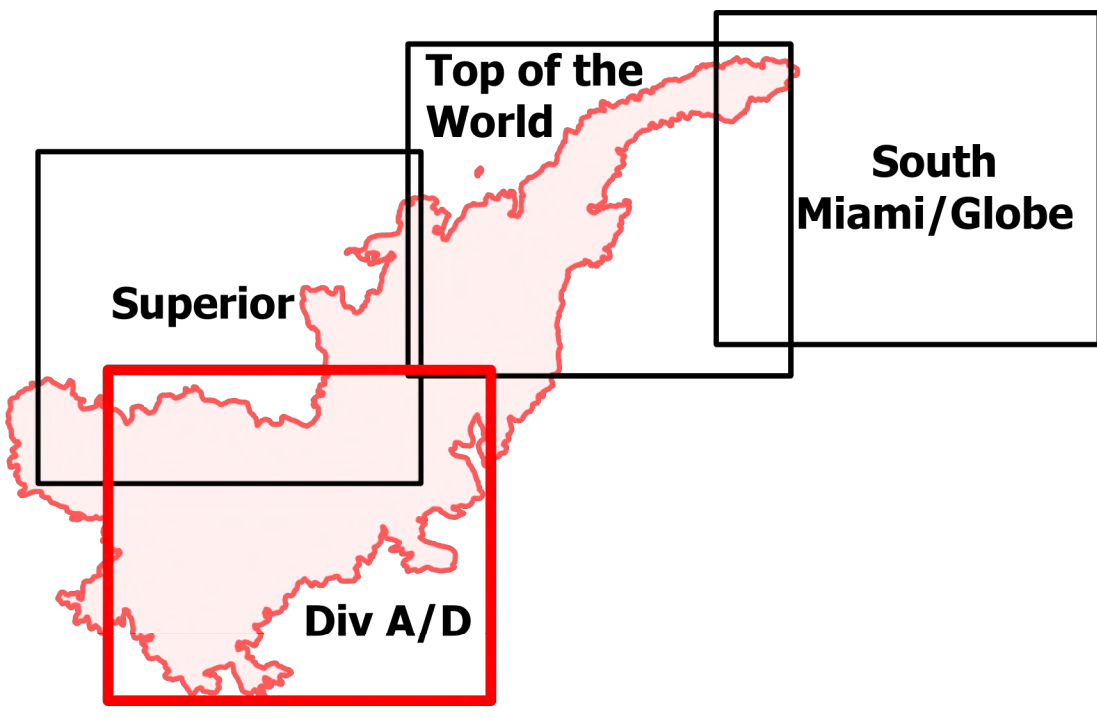 Top of the
World
South
Miami/Globe
Superior
Div A/D